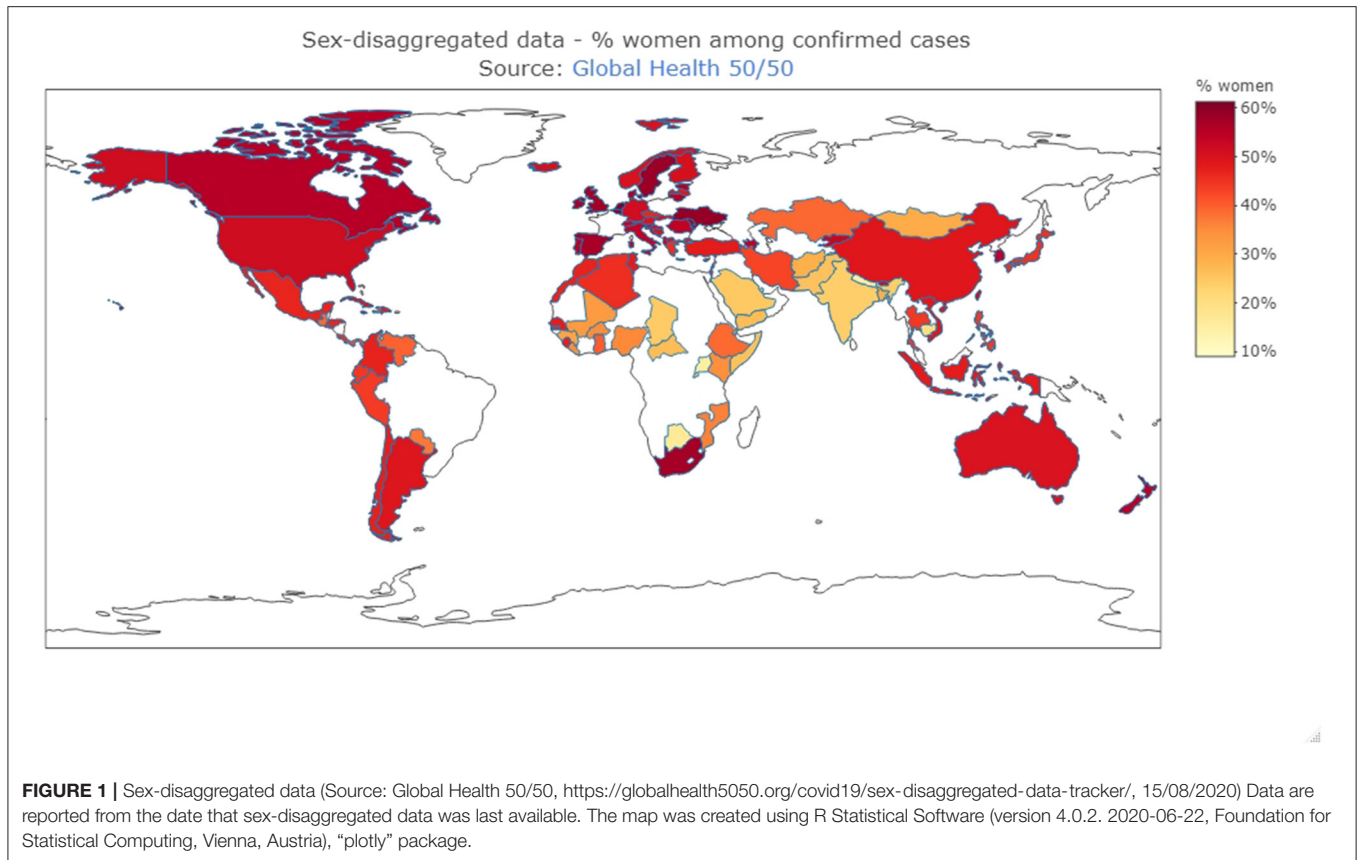 Sex-disaggregated data - % women among confirmed cases
Source: Global Health 50/50
% women
60%
50%
40%
30%
20%
10%
FIGURE 1 | Sex-disaggregated data (Source: Global Health 50/50, https://globalhealth5050.org/covid19/sex-disaggregated-data-tracker/, 15/08/2020) Data are
reported from the date that sex-disaggregated data was last available. The map was created using R Statistical Software (version 4.0.2. 2020-06-22, Foundation for
Statistical Computing, Vienna, Austria), “plotly” package.